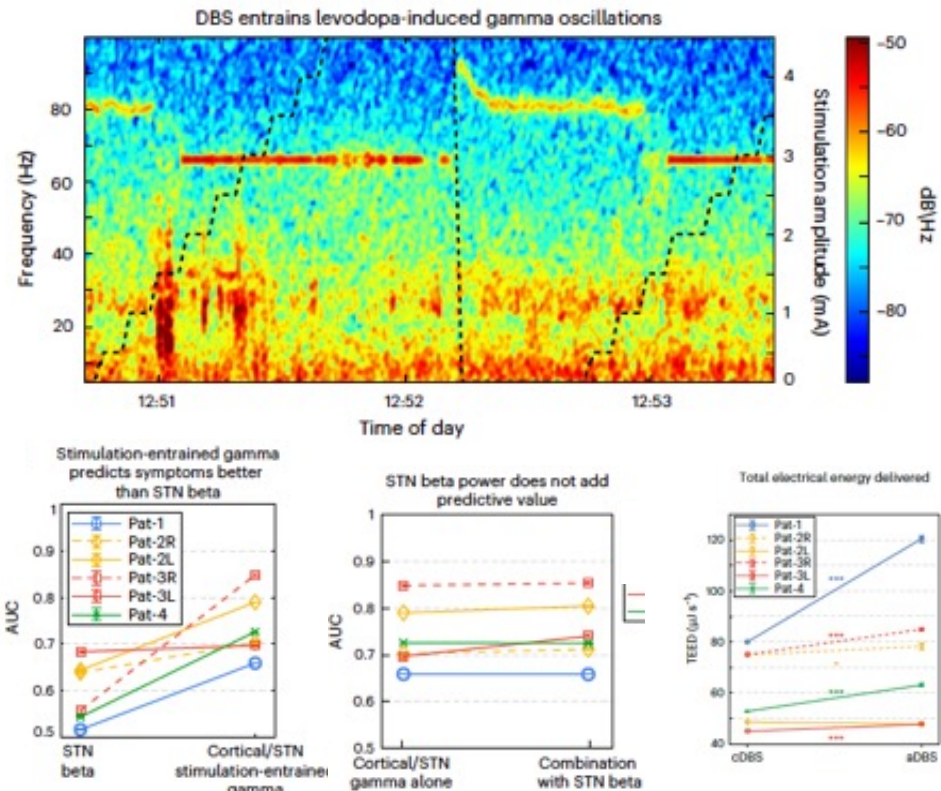 DBS entrains levodopa-induced gamma oscillations
Frequency (Hz)
80
60
40
20
4
3
2
1
0
Stimulation amplitude (mA)
-50
-60
-70
-80
dB\Hz
12:51
12:52
12:53
Time of day
Stimulation-entrained gamma
predicts symptoms better
than STN beta
AUC
1
0.9
0.8
0.7
0.6
0.5
Pat-1
Pat-2R
Pat-2L
Pat-3R
Pat-3L
Pat-4
STN
beta
Cortical/STN
stimulation-entrained
gamma
STN beta power does not add
predictive value
AUC
1
0.9
0.8
0.7
0.6
0.5
Cortical/STN
gamma alone
Combination
with STN beta
Total electrical energy delivered
TEED (µJ s⁻¹)
120
100
80
60
40
Pat-1
Pat-2R
Pat-2L
Pat-3R
Pat-3L
Pat-4
***
***
*
***
***
cDBS
aDBS